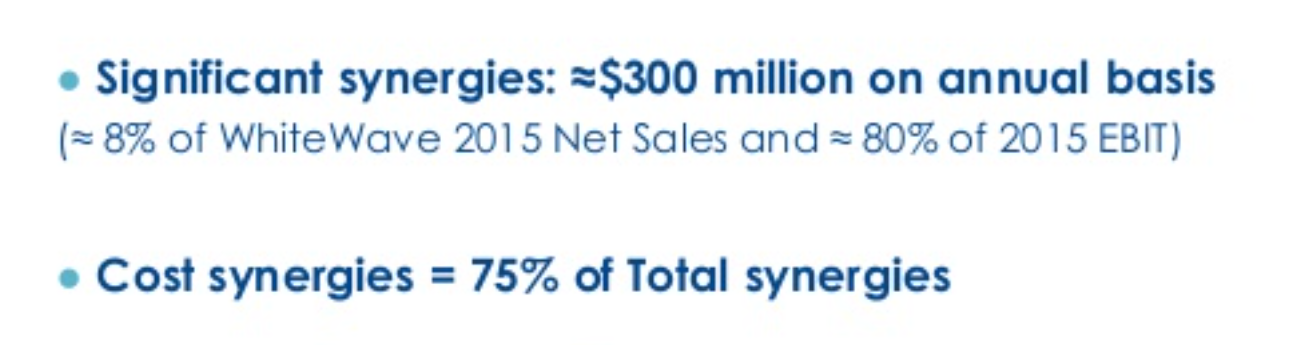 • Significant synergies: ≈$300 million on annual basis
(≈ 8% of WhiteWave 2015 Net Sales and ≈ 80% of 2015 EBIT)
• Cost synergies = 75% of Total synergies